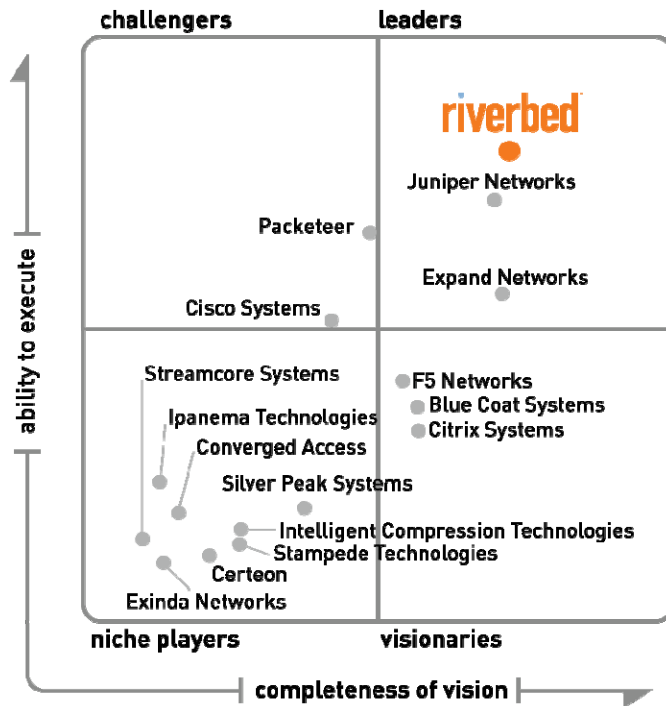 challengers
leaders
riverbed
Juniper Networks
Packeteer
Expand Networks
Cisco Systems
ability to execute
Streamcore Systems
F5 Networks
Ipanema Technologies
Blue Coat Systems
Converged Access
Citrix Systems
Silver Peak Systems
Intelligent Compression Technologies
Stampede Technologies
Certeon
Exinda Networks
niche players
visionaries
completeness of vision